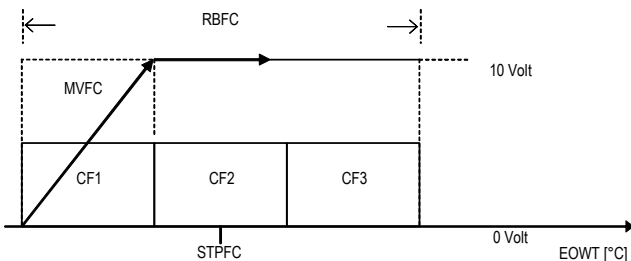 RBFC
10 Volt
MVFC
CF1 CF2 CF3
STPFC
0 Volt
EOWT [°C]